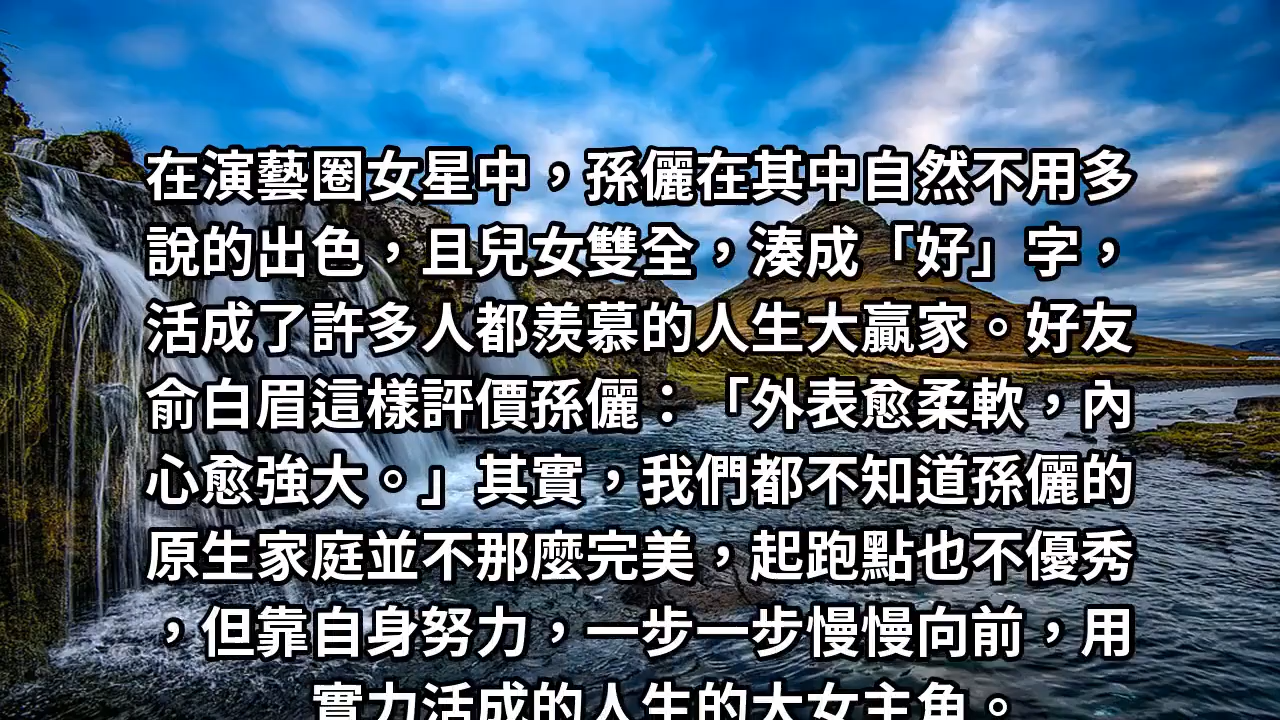 在演藝圈女星中，孫儷在其中自然不用多
說的出色，且兒女雙全，湊成「好」字，
活成了許多人都羨慕的人生大贏家。好友
俞白眉這樣評價孫儷：「外表愈柔軟，內
心愈強大。」其實，我們都不知道孫儷的
原生家庭並不那麼完美，起跑點也不優秀
，但靠自身努力，一步一步慢慢向前，用
實力活成的人生的大女主角。